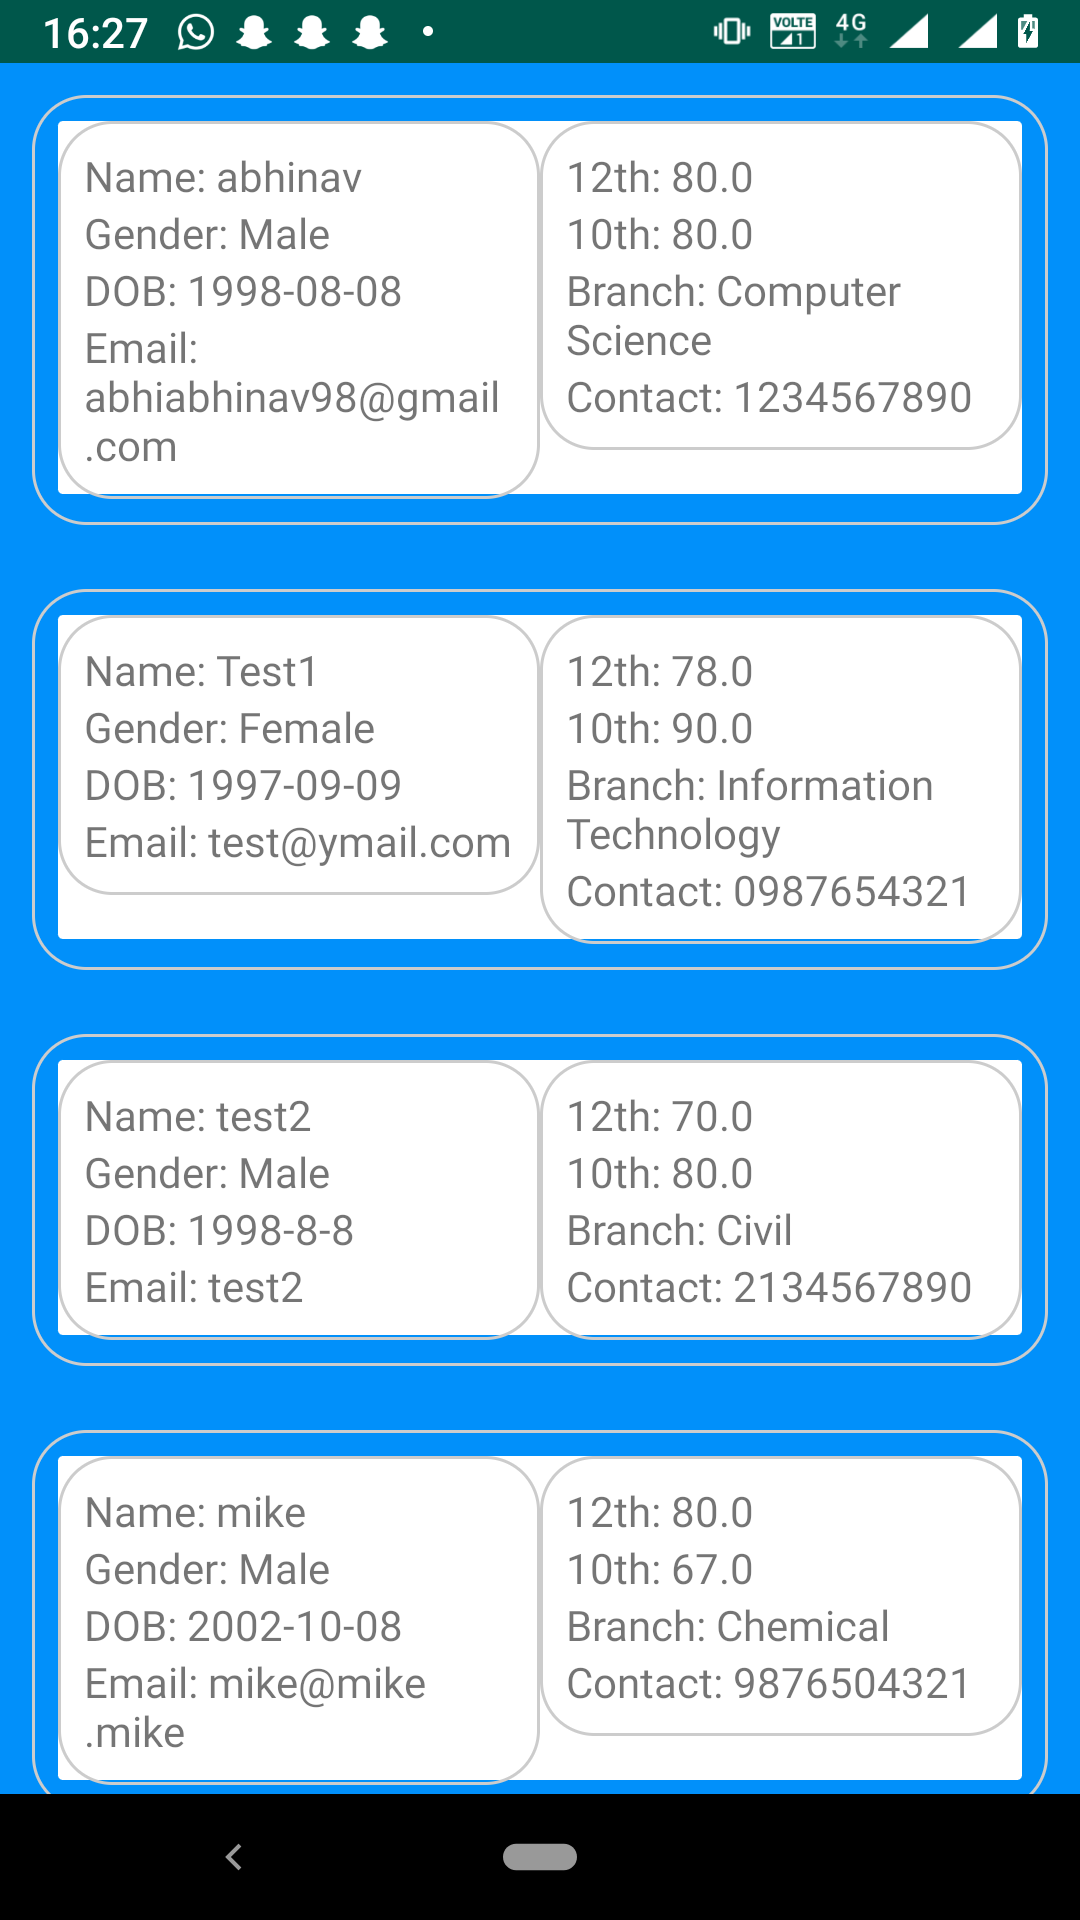 16:27
VOLTE 4G
1
Name: abhinav
Gender: Male
DOB: 1998-08-08
Email:
abhiabhinav98@gmail
.com
12th: 80.0
10th: 80.0
Branch: Computer
Science
Contact: 1234567890
Name: Test1
Gender: Female
DOB: 1997-09-09
Email: test@ymail.com
12th: 78.0
10th: 90.0
Branch: Information
Technology
Contact: 0987654321
Name: test2
Gender: Male
DOB: 1998-8-8
Email: test2
12th: 70.0
10th: 80.0
Branch: Civil
Contact: 2134567890
Name: mike
Gender: Male
DOB: 2002-10-08
Email: mike@mike
.mike
12th: 80.0
10th: 67.0
Branch: Chemical
Contact: 9876504321